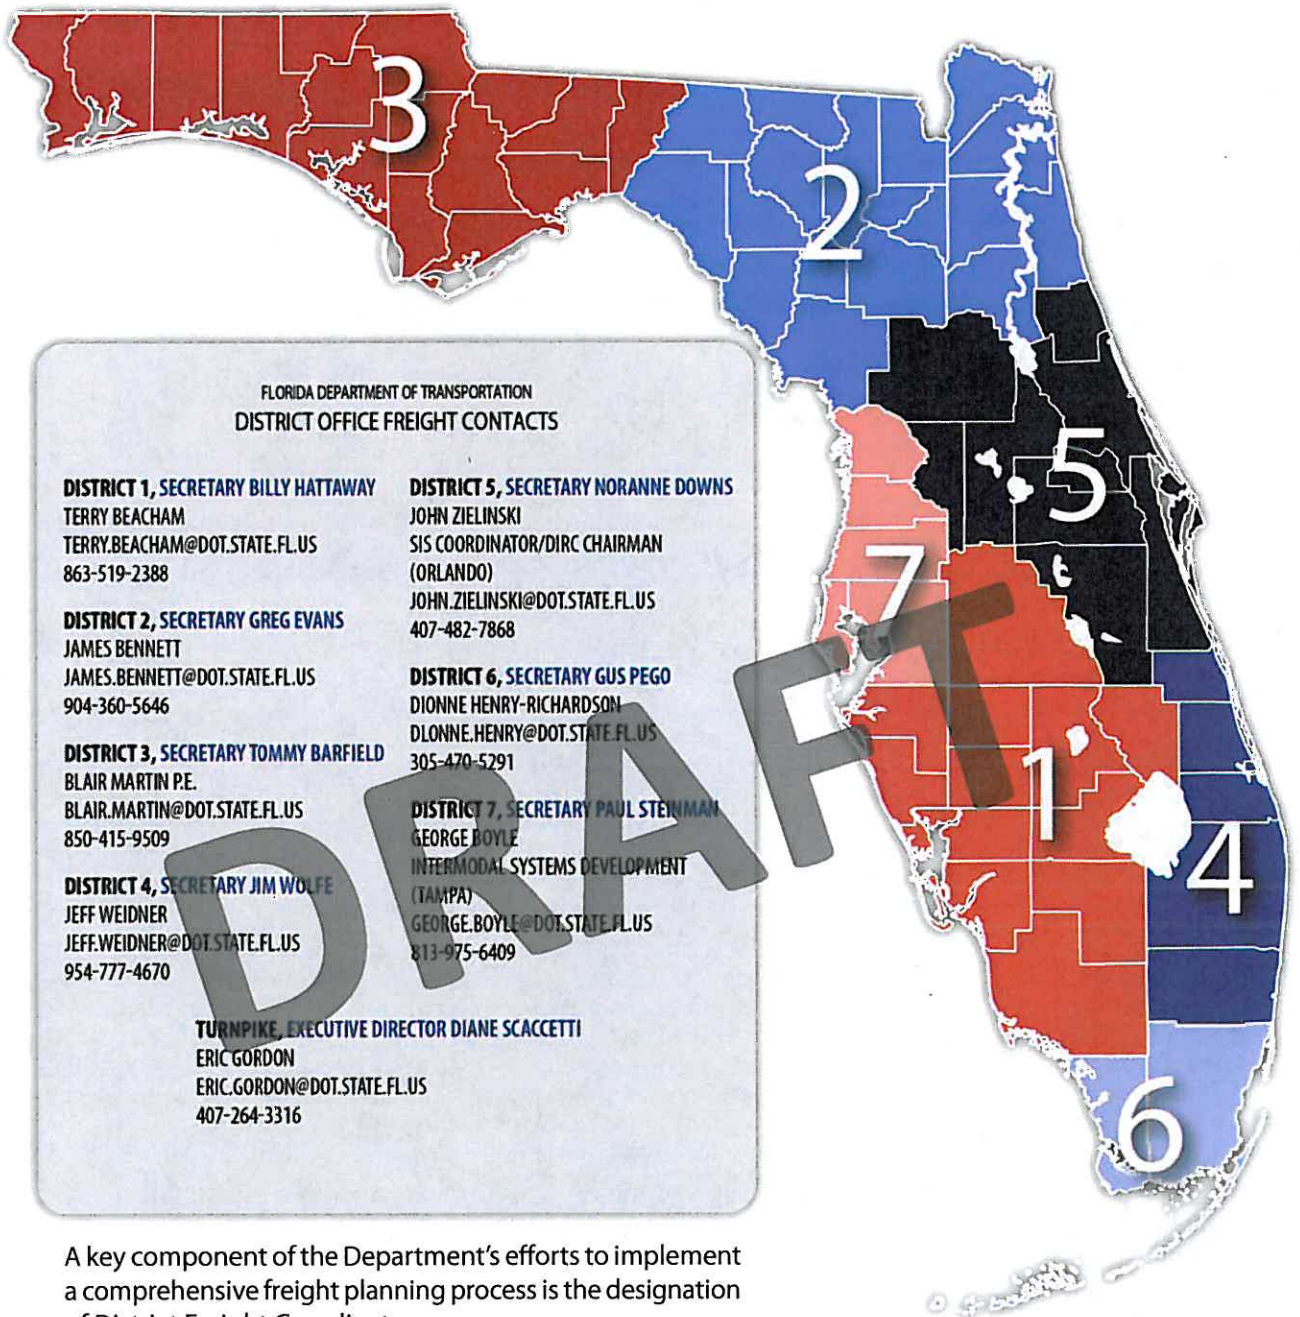 3
2
5
7
1
4
6
FLORIDA DEPARTMENT OF TRANSPORTATION
DISTRICT OFFICE FREIGHT CONTACTS
DISTRICT 1, SECRETARY BILLY HATTAWAY
TERRY BEACHAM
TERRY.BEACHAM@DOT.STATE.FL.US
863-519-2388
DISTRICT 2, SECRETARY GREG EVANS
JAMES BENNETT
JAMES.BENNETT@DOT.STATE.FL.US
904-360-5646
DISTRICT 3, SECRETARY TOMMY BARFIELD
BLAIR MARTIN P.E.
BLAIR.MARTIN@DOT.STATE.FL.US
850-415-9509
DISTRICT 4, SECRETARY JIM WOLFE
JEFF WEIDNER
JEFF.WEIDNER@DOT.STATE.FL.US
954-777-4670
DISTRICT 5, SECRETARY NORANNE DOWNS
JOHN ZIELINSKI
SIS COORDINATOR/DIRC CHAIRMAN
(ORLANDO)
JOHN.ZIELINSKI@DOT.STATE.FL.US
407-482-7868
DISTRICT 6, SECRETARY GUS PEGO
DIONNE HENRY-RICHARDSON
DLONNE.HENRY@DOT.STATE.FL.US
305-470-5291
DISTRICT 7, SECRETARY PAUL STEINMAN
GEORGE BOYLE
INTERMODAL SYSTEMS DEVELOPMENT
(TAMPA)
GEORGE.BOYLE@DOT.STATE.FL.US
813-975-6409
TURNPIKE, EXECUTIVE DIRECTOR DIANE SCACCETTI
ERIC GORDON
ERIC.GORDON@DOT.STATE.FL.US
407-264-3316
DRAFT
A key component of the Department's efforts to implement
a comprehensive freight planning process is the designation